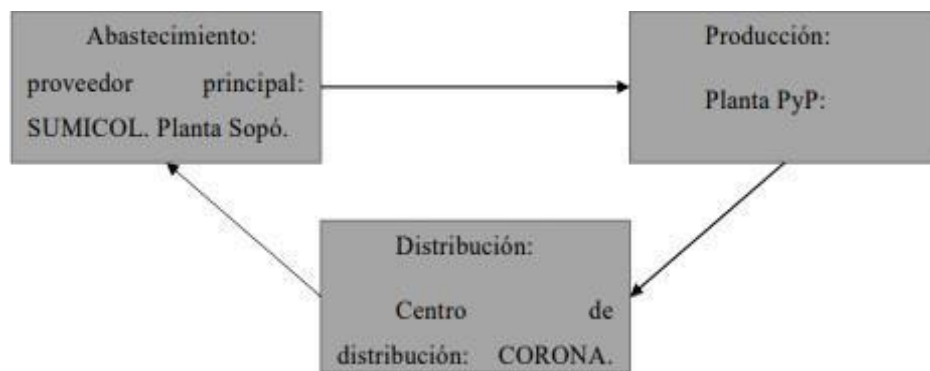 Abastecimiento:
proveedor principal:
SUMICOL. Planta Sopó.
Producción:
Planta PyP:
Distribución:
Centro de
distribución: CORONA.